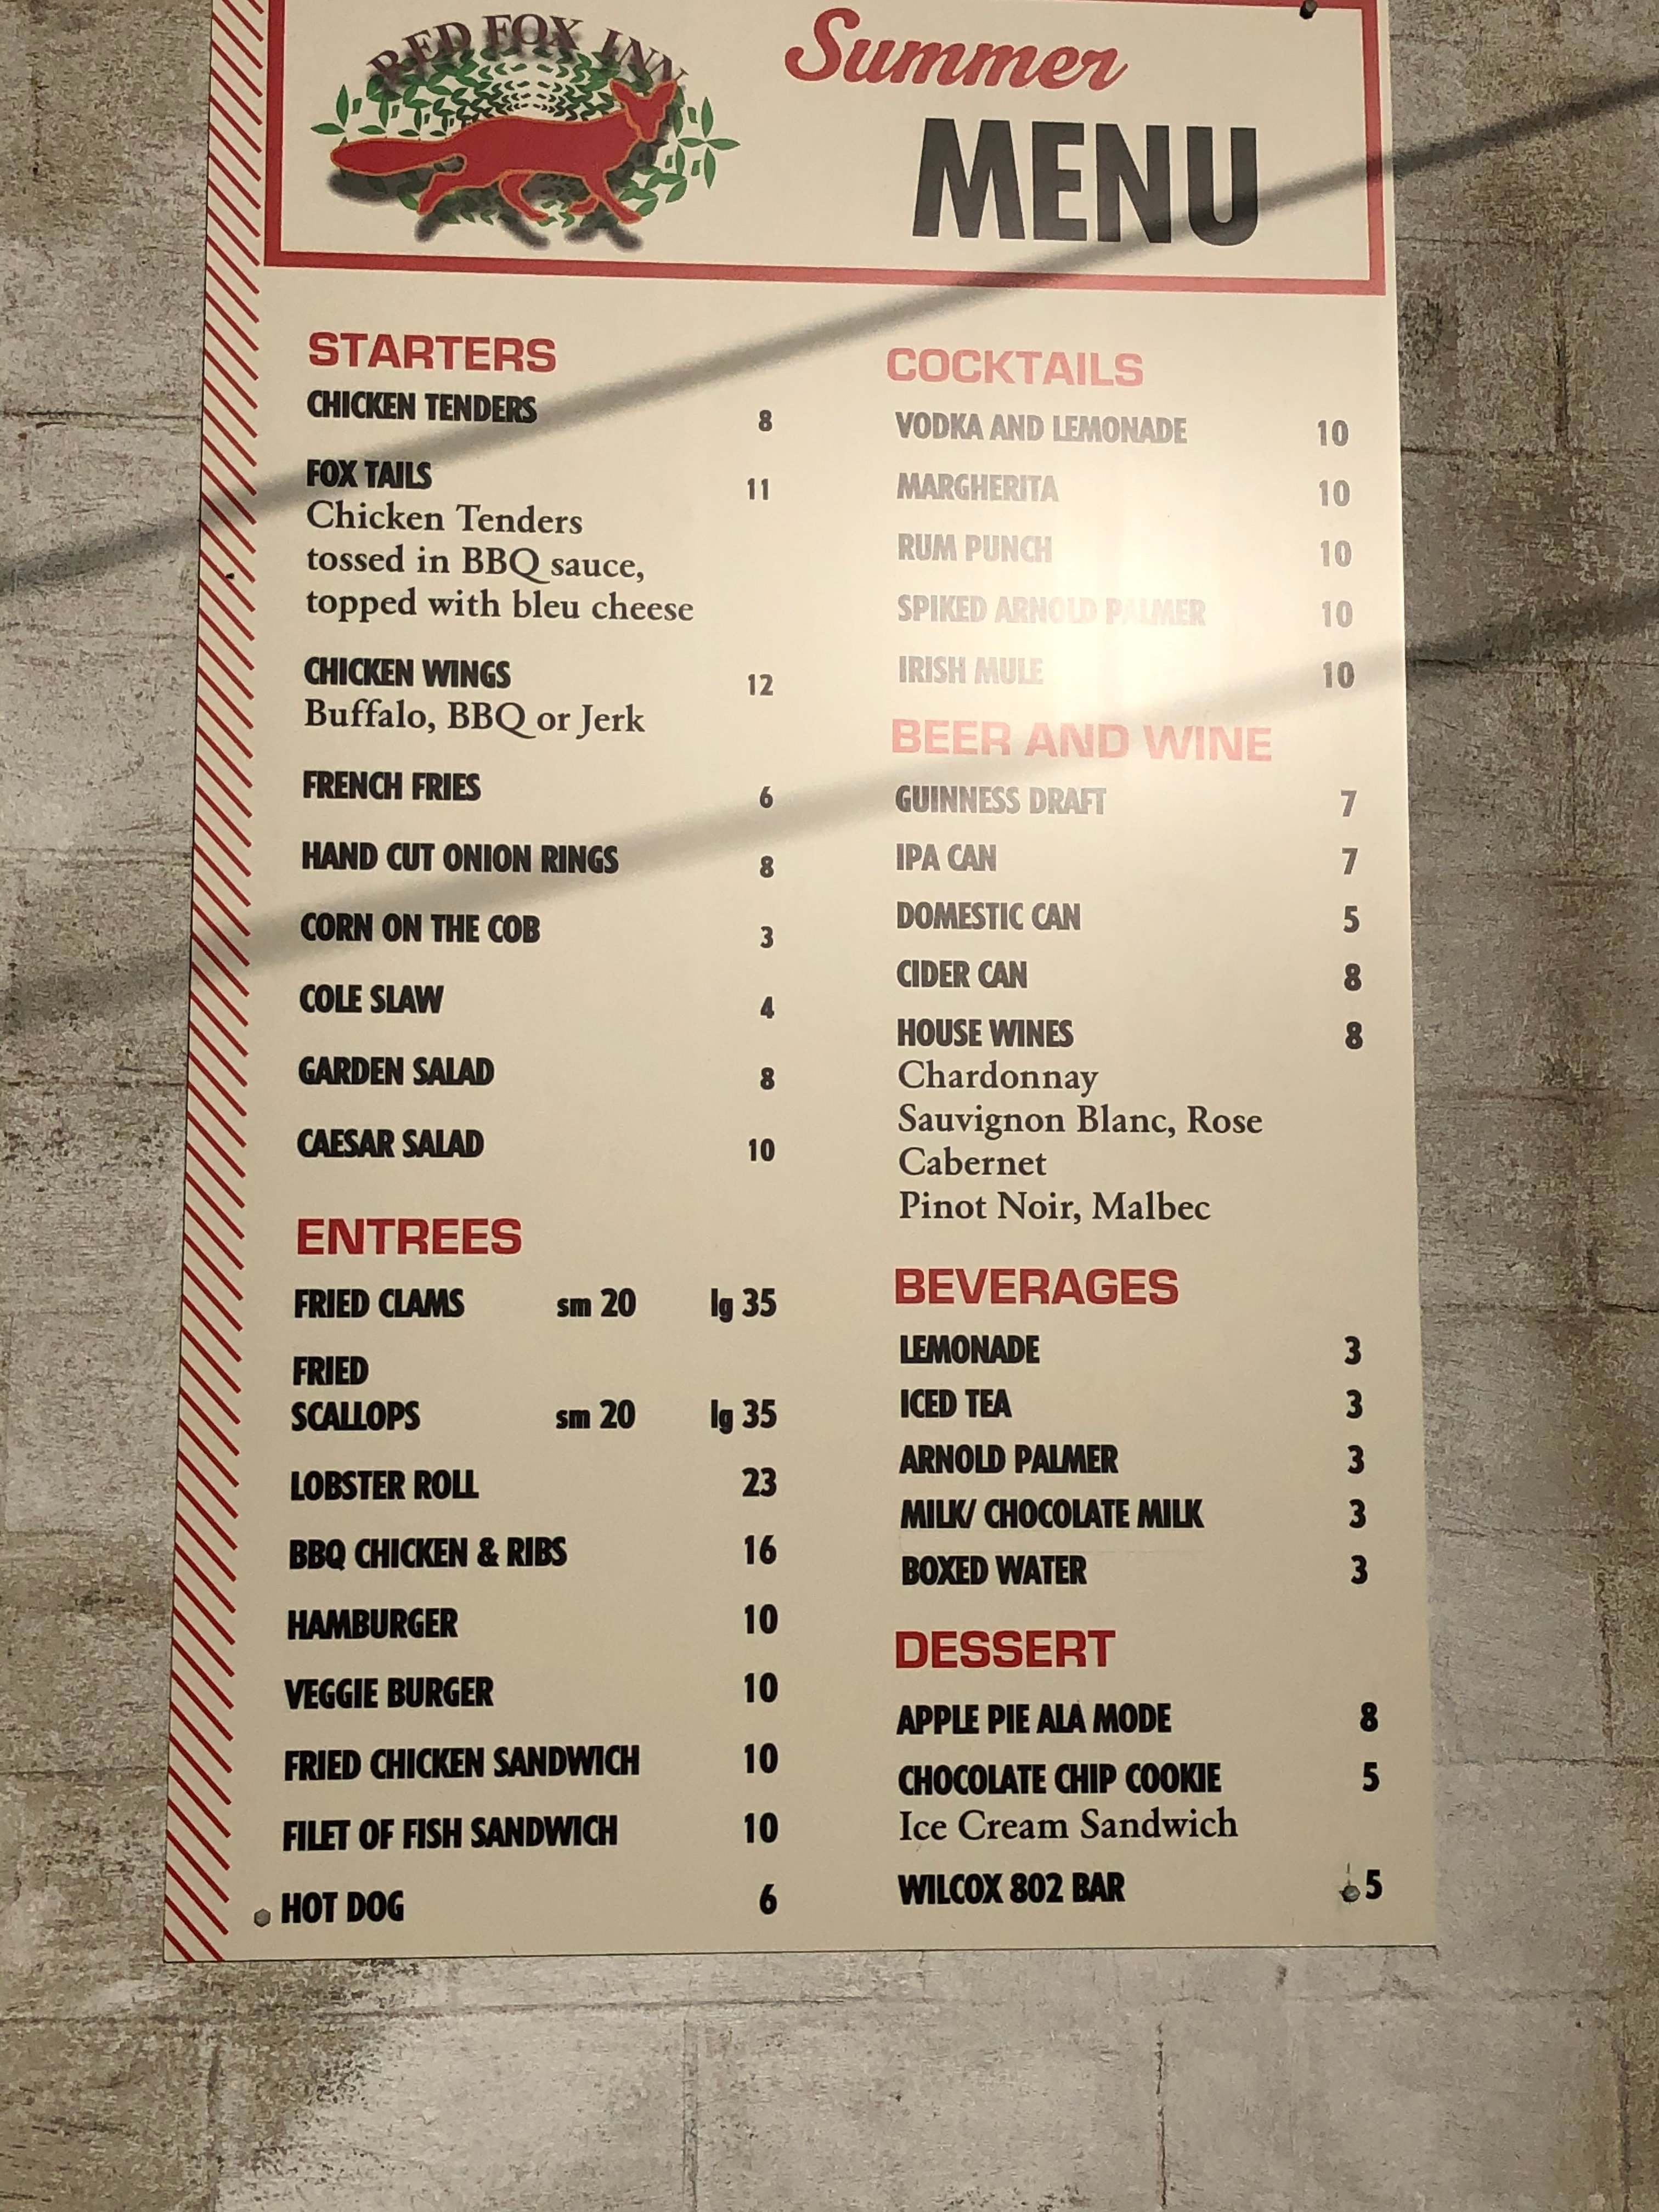 RED FOX INN
Summer
MENU
STARTERS
CHICKEN TENDERS 8
FOX TAILS 11
Chicken Tenders
tossed in BBQ sauce,
topped with bleu cheese
CHICKEN WINGS 12
Buffalo, BBQ or Jerk
FRENCH FRIES 6
HAND CUT ONION RINGS 8
CORN ON THE COB 3
COLE SLAW 4
GARDEN SALAD 8
CAESAR SALAD 10
ENTREES
FRIED CLAMS sm 20 lg 35
FRIED
SCALLOPS sm 20 lg 35
LOBSTER ROLL 23
BBQ CHICKEN & RIBS 16
HAMBURGER 10
VEGGIE BURGER 10
FRIED CHICKEN SANDWICH 10
FILET OF FISH SANDWICH 10
HOT DOG 6
COCKTAILS
VODKA AND LEMONADE 10
MARGHERITA 10
RUM PUNCH 10
SPIKED ARNOLD PALMER 10
IRISH MULE 10
BEER AND WINE
GUINNESS DRAFT 7
IPA CAN 7
DOMESTIC CAN 5
CIDER CAN 8
HOUSE WINES 8
Chardonnay
Sauvignon Blanc, Rose
Cabernet
Pinot Noir, Malbec
BEVERAGES
LEMONADE 3
ICED TEA 3
ARNOLD PALMER 3
MILK/ CHOCOLATE MILK 3
BOXED WATER 3
DESSERT
APPLE PIE ALA MODE 8
CHOCOLATE CHIP COOKIE 5
Ice Cream Sandwich
WILCOX 802 BAR 5